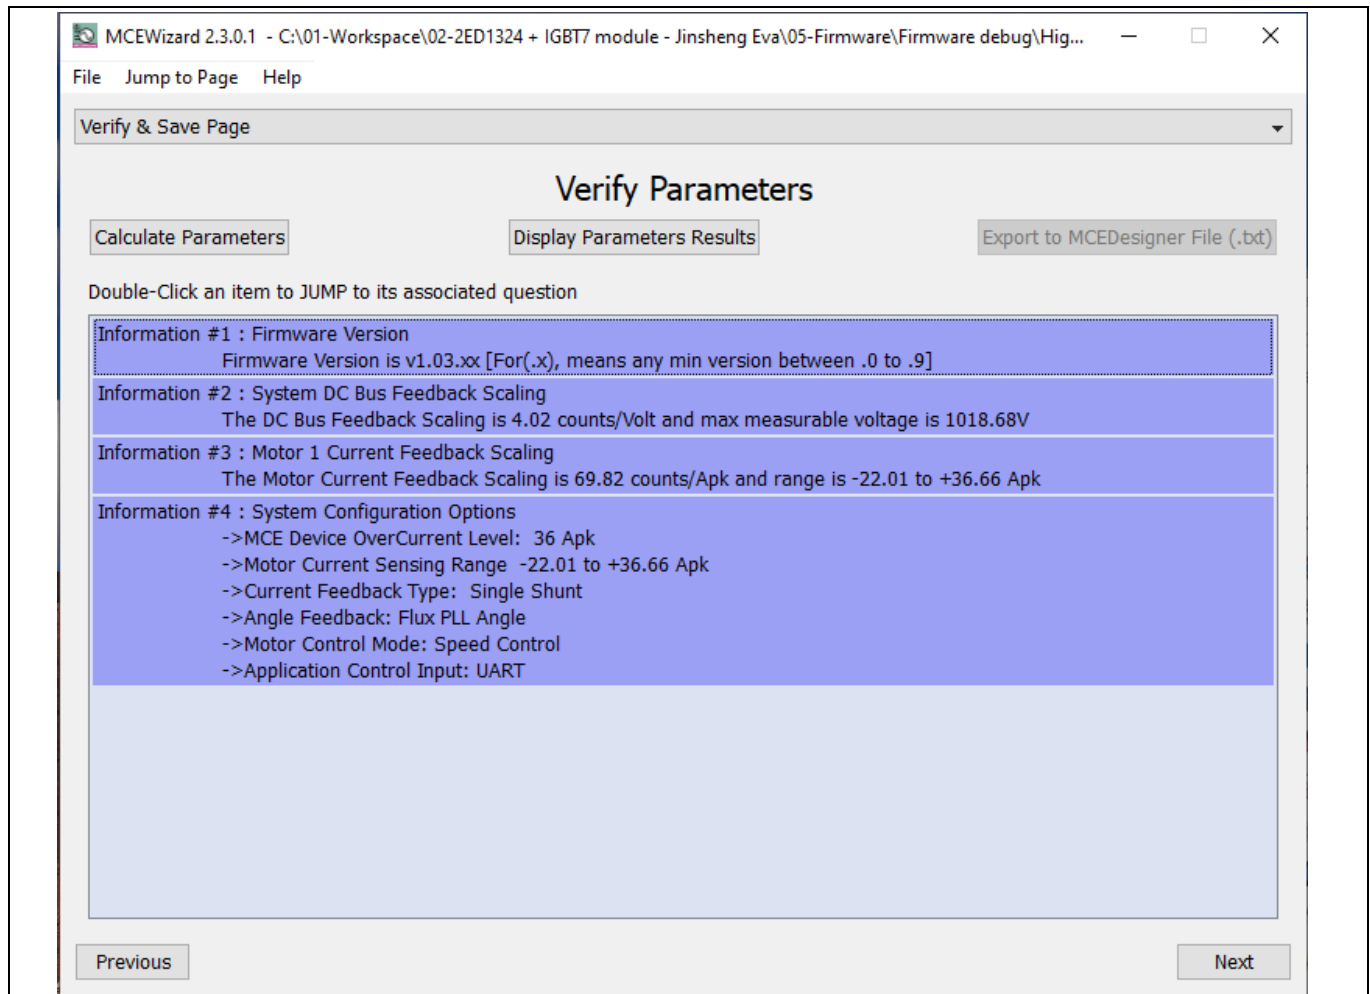 MCEWizard 2.3.0.1 - C:\01-Workspace\02-2ED1324 + IGBT7 module - Jinsheng Eva\05-Firmware\Firmware debug\Hig...
File Jump to Page Help
Verify & Save Page
Verify Parameters
Calculate Parameters Display Parameters Results Export to MCEDesigner File (.txt)
Double-Click an item to JUMP to its associated question
Information #1 : Firmware Version
Firmware Version is v1.03.xx [For(.x), means any min version between .0 to .9]
Information #2 : System DC Bus Feedback Scaling
The DC Bus Feedback Scaling is 4.02 counts/Volt and max measurable voltage is 1018.68V
Information #3 : Motor 1 Current Feedback Scaling
The Motor Current Feedback Scaling is 69.82 counts/Apk and range is -22.01 to +36.66 Apk
Information #4 : System Configuration Options
->MCE Device OverCurrent Level: 36 Apk
->Motor Current Sensing Range -22.01 to +36.66 Apk
->Current Feedback Type: Single Shunt
->Angle Feedback: Flux PLL Angle
->Motor Control Mode: Speed Control
->Application Control Input: UART
Previous Next